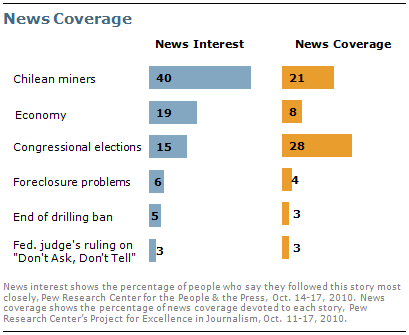 News Coverage
News Interest News Coverage
Chilean miners 40 21
Economy 19 8
Congressional elections 15 28
Foreclosure problems 6 4
End of drilling ban 5 3
Fed. judge's ruling on
"Don't Ask, Don't Tell" 3 3
News interest shows the percentage of people who say they followed this story most
closely, Pew Research Center for the People & the Press, Oct. 14-17, 2010. News
coverage shows the percentage of news coverage devoted to each story, Pew
Research Center's Project for Excellence in Journalism, Oct. 11-17, 2010.